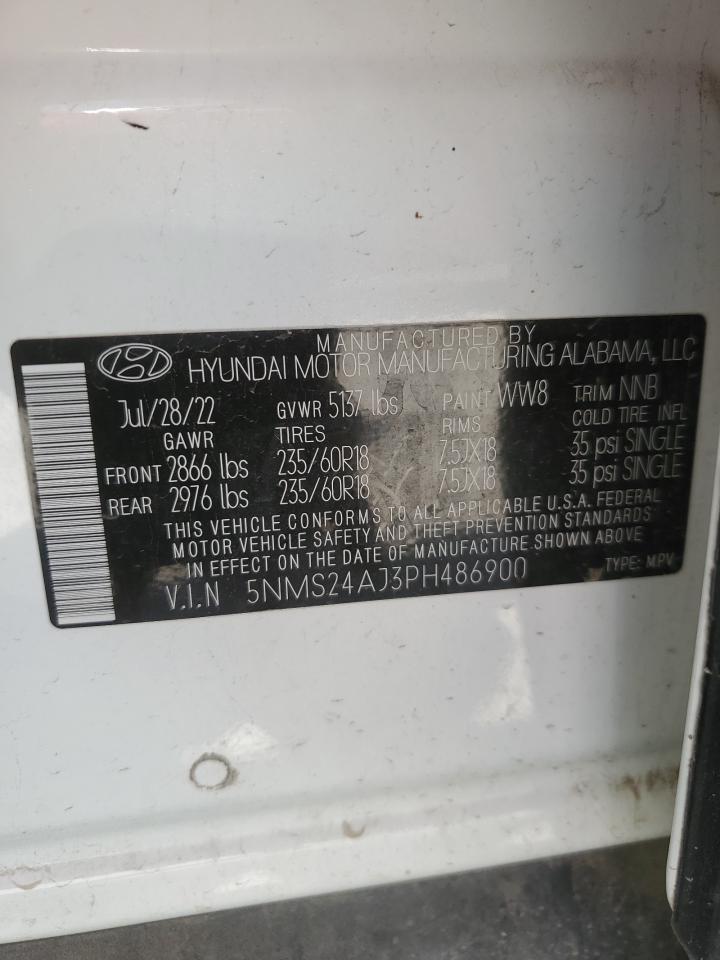 MANUFACTURED BY
HYUNDAI MOTOR MANUFACTURING ALABAMA, LLC
Jul/28/22 GVWR 5137 lbs PAINT WW8 TRIM NNB
GAWR TIRES RIMS COLD TIRE INFL
FRONT 2866 lbs 235/60R18 7.5JX18 35 psi SINGLE
REAR 2976 lbs 235/60R18 7.5JX18 35 psi SINGLE
THIS VEHICLE CONFORMS TO ALL APPLICABLE U.S.A. FEDERAL
MOTOR VEHICLE SAFETY AND THEFT PREVENTION STANDARDS
IN EFFECT ON THE DATE OF MANUFACTURE SHOWN ABOVE
V.I.N 5NMS24AJ3PH486900 TYPE: MPV